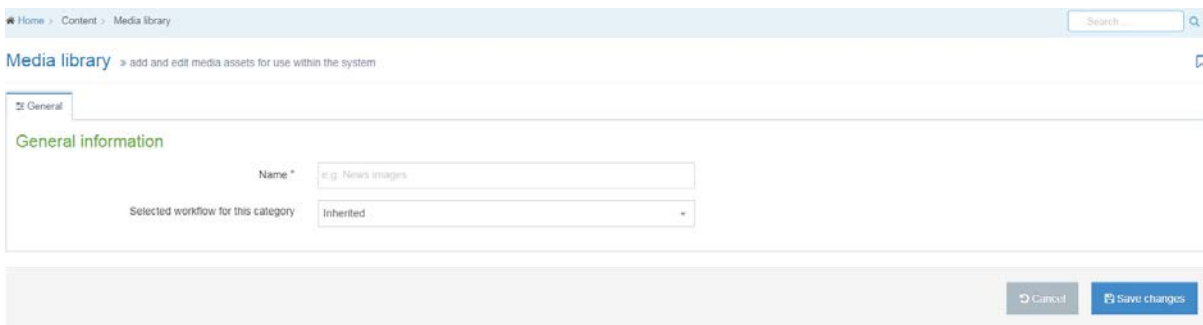 Home > Content > Media library
Search ...
Media library » add and edit media assets for use within the system
General
General information
Name *
e.g. News images
Selected workflow for this category
Inherited
Cancel
Save changes